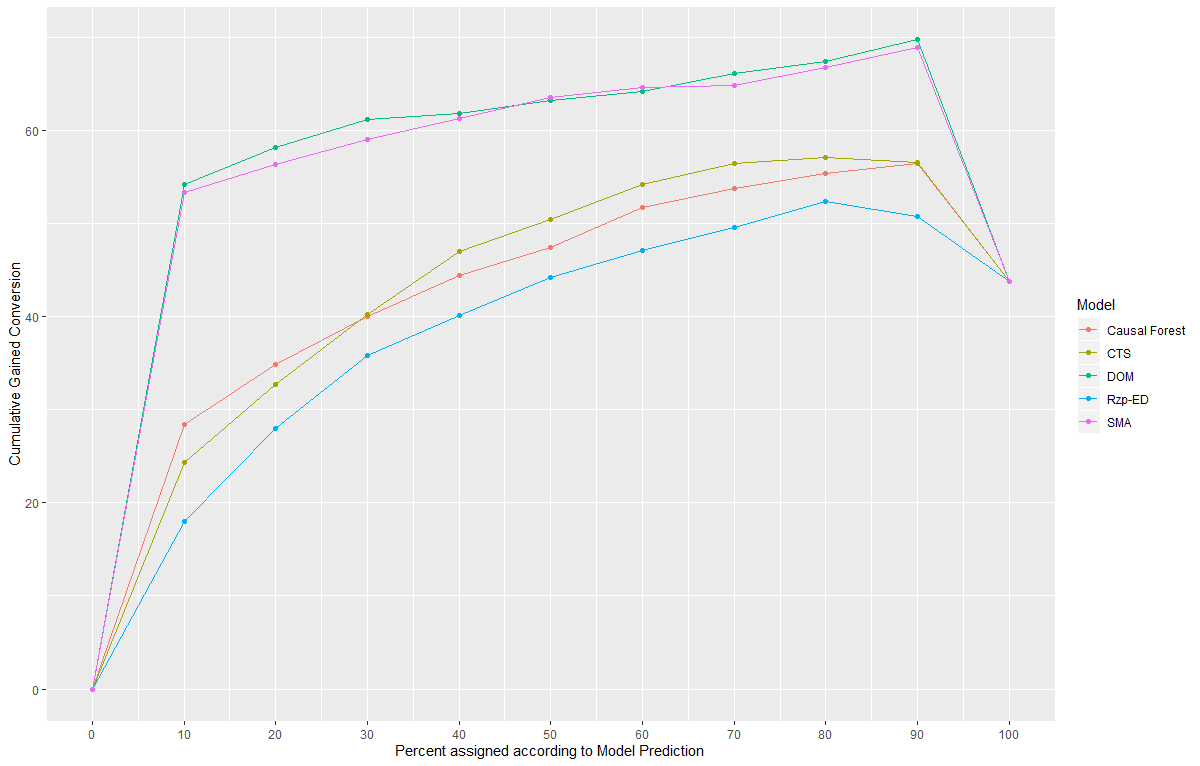 Cumulative Gained Conversion
60
40
20
0
0 10 20 30 40 50 60 70 80 90 100
Percent assigned according to Model Prediction
Model
Causal Forest
CTS
DOM
Rzp-ED
SMA